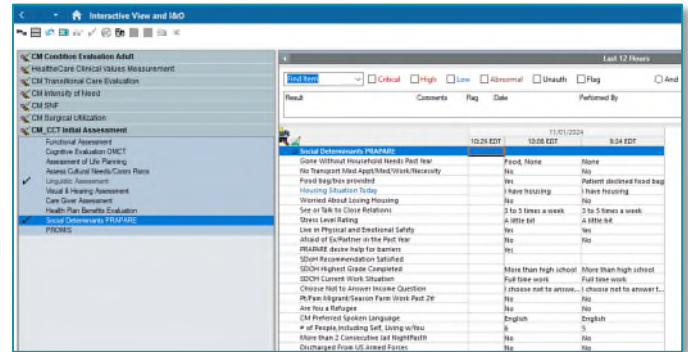 Interactive View and I&O
CM Condition Evaluation Adult
HealtheCare Clinical Values Measurement
CM Transitional Care Evaluation
CM Intensity of Need
CM SNF
CM Surgical Utilization
CM_CCT Initial Assessment
Functional Assessment
Cognitive Evaluation OMCT
Assessment of Life Planning
Assess Cultural Needs/Comm
Linguistic Assessment
Visual & Hearing Assessment
Care Giver Assessment
Health Plan Benefits Evaluation
Social Determinants PRAPARE
PROMIS
Last 12 Hours
Find Item Critical High Low Abnormal Unauth Flag And
Result Comments Flag Date Performed By
11/01/2024
10:26 EDT 10:08 EDT 9:34 EDT
Social Determinants PRAPARE
Gone Without Household Needs Past Year Food, None None
No Transport Med Appt/Med/Work/Necessity No No
Food bag/box provided Yes Patient declined food bag
Housing Situation Today I have housing I have housing
Worried About Losing Housing No No
See or Talk to Close Relations 3 to 5 times a week 3 to 5 times a week
Stress Level Rating A little bit A little bit
Live in Physical and Emotional Safety Yes Yes
Afraid of Ex/Partner in the Past Year No No
PRAPARE desire help for barriers Yes
SDoH Recommendation Satisfied
SDOH Highest Grade Completed More than high school More than high school
SDOH Current Work Situation Full time work Full time work
Choose Not to Answer Income Question I choose not to answe... I choose not to answer t...
Pt/Fam Migrant/Season Farm Work Past 2Y No No
Are You a Refugee No No
CM Preferred Spoken Language English English
# of People, Including Self, Living w/You 6 5
More than 2 Consecutive Jail Night No No
Discharged From US Armed Forces No No